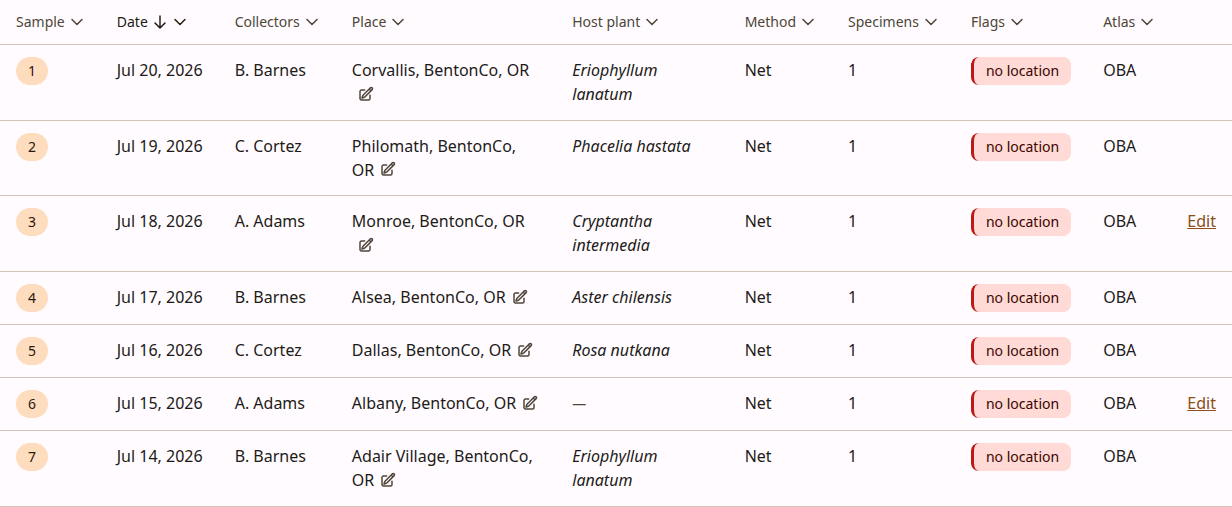 Sample Date Collectors Place Host plant Method Specimens Flags Atlas
1 Jul 20, 2026 B. Barnes Corvallis, BentonCo, OR Eriophyllum lanatum Net 1 no location OBA
2 Jul 19, 2026 C. Cortez Philomath, BentonCo, OR Phacelia hastata Net 1 no location OBA
3 Jul 18, 2026 A. Adams Monroe, BentonCo, OR Cryptantha intermedia Net 1 no location OBA Edit
4 Jul 17, 2026 B. Barnes Alsea, BentonCo, OR Aster chilensis Net 1 no location OBA
5 Jul 16, 2026 C. Cortez Dallas, BentonCo, OR Rosa nutkana Net 1 no location OBA
6 Jul 15, 2026 A. Adams Albany, BentonCo, OR — Net 1 no location OBA Edit
7 Jul 14, 2026 B. Barnes Adair Village, BentonCo, OR Eriophyllum lanatum Net 1 no location OBA